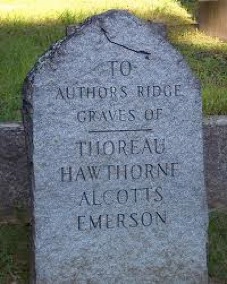 TO
AUTHORS RIDGE
GRAVES OF
THOREAU
HAWTHORNE
ALCOTTS
EMERSON